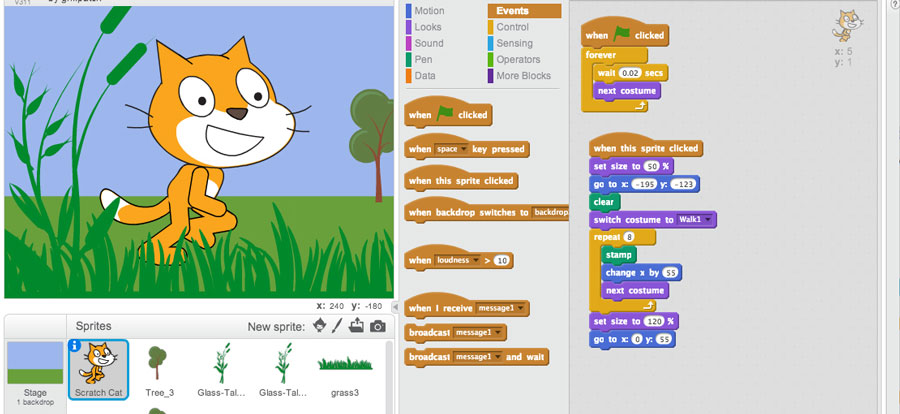 v311
Motion
Events
Looks
Control
Sound
Sensing
Pen
Operators
Data
More Blocks
when clicked
when space key pressed
when this sprite clicked
when backdrop switches to backdrop
when loudness > 10
when I receive message1
broadcast message1
broadcast message1 and wait
when clicked
forever
wait 0.02 secs
next costume
when this sprite clicked
set size to 50 %
go to x: -195 y: -123
clear
switch costume to Walk1
repeat 8
stamp
change x by 55
next costume
set size to 120 %
go to x: 0 y: 55
x: 5
y: 1
x: 240 y: -180
Sprites
New sprite:
Stage
1 backdrop
Scratch Cat
Tree_3
Glass-Tal...
Glass-Tal...
grass3